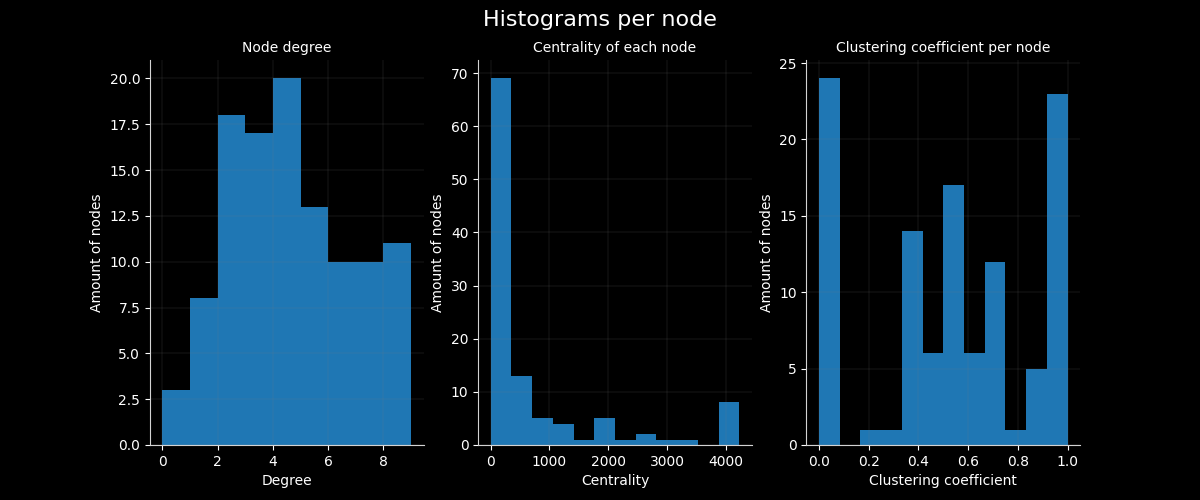 Histograms per node
Node degree
Amount of nodes
20.0
17.5
15.0
12.5
10.0
7.5
5.0
2.5
0.0
0 2 4 6 8
Degree
Centrality of each node
Amount of nodes
70
60
50
40
30
20
10
0
0 1000 2000 3000 4000
Centrality
Clustering coefficient per node
Amount of nodes
25
20
15
10
5
0
0.0 0.2 0.4 0.6 0.8 1.0
Clustering coefficient